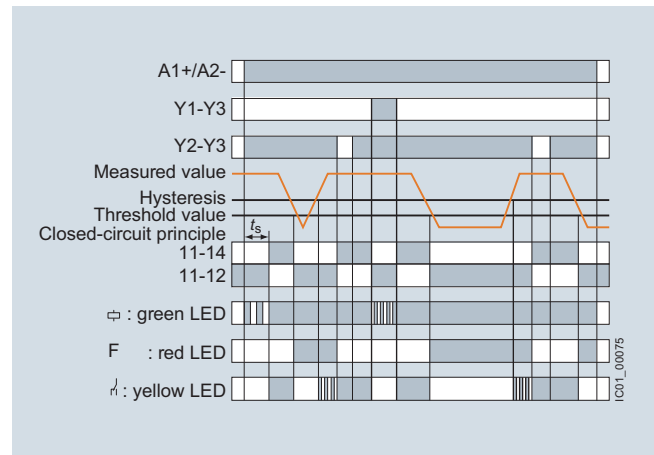 A1+/A2-
Y1-Y3
Y2-Y3
Measured value
Hysteresis
Threshold value
Closed-circuit principle
ts
11-14
11-12
: green LED
F : red LED
: yellow LED
IC01_00075